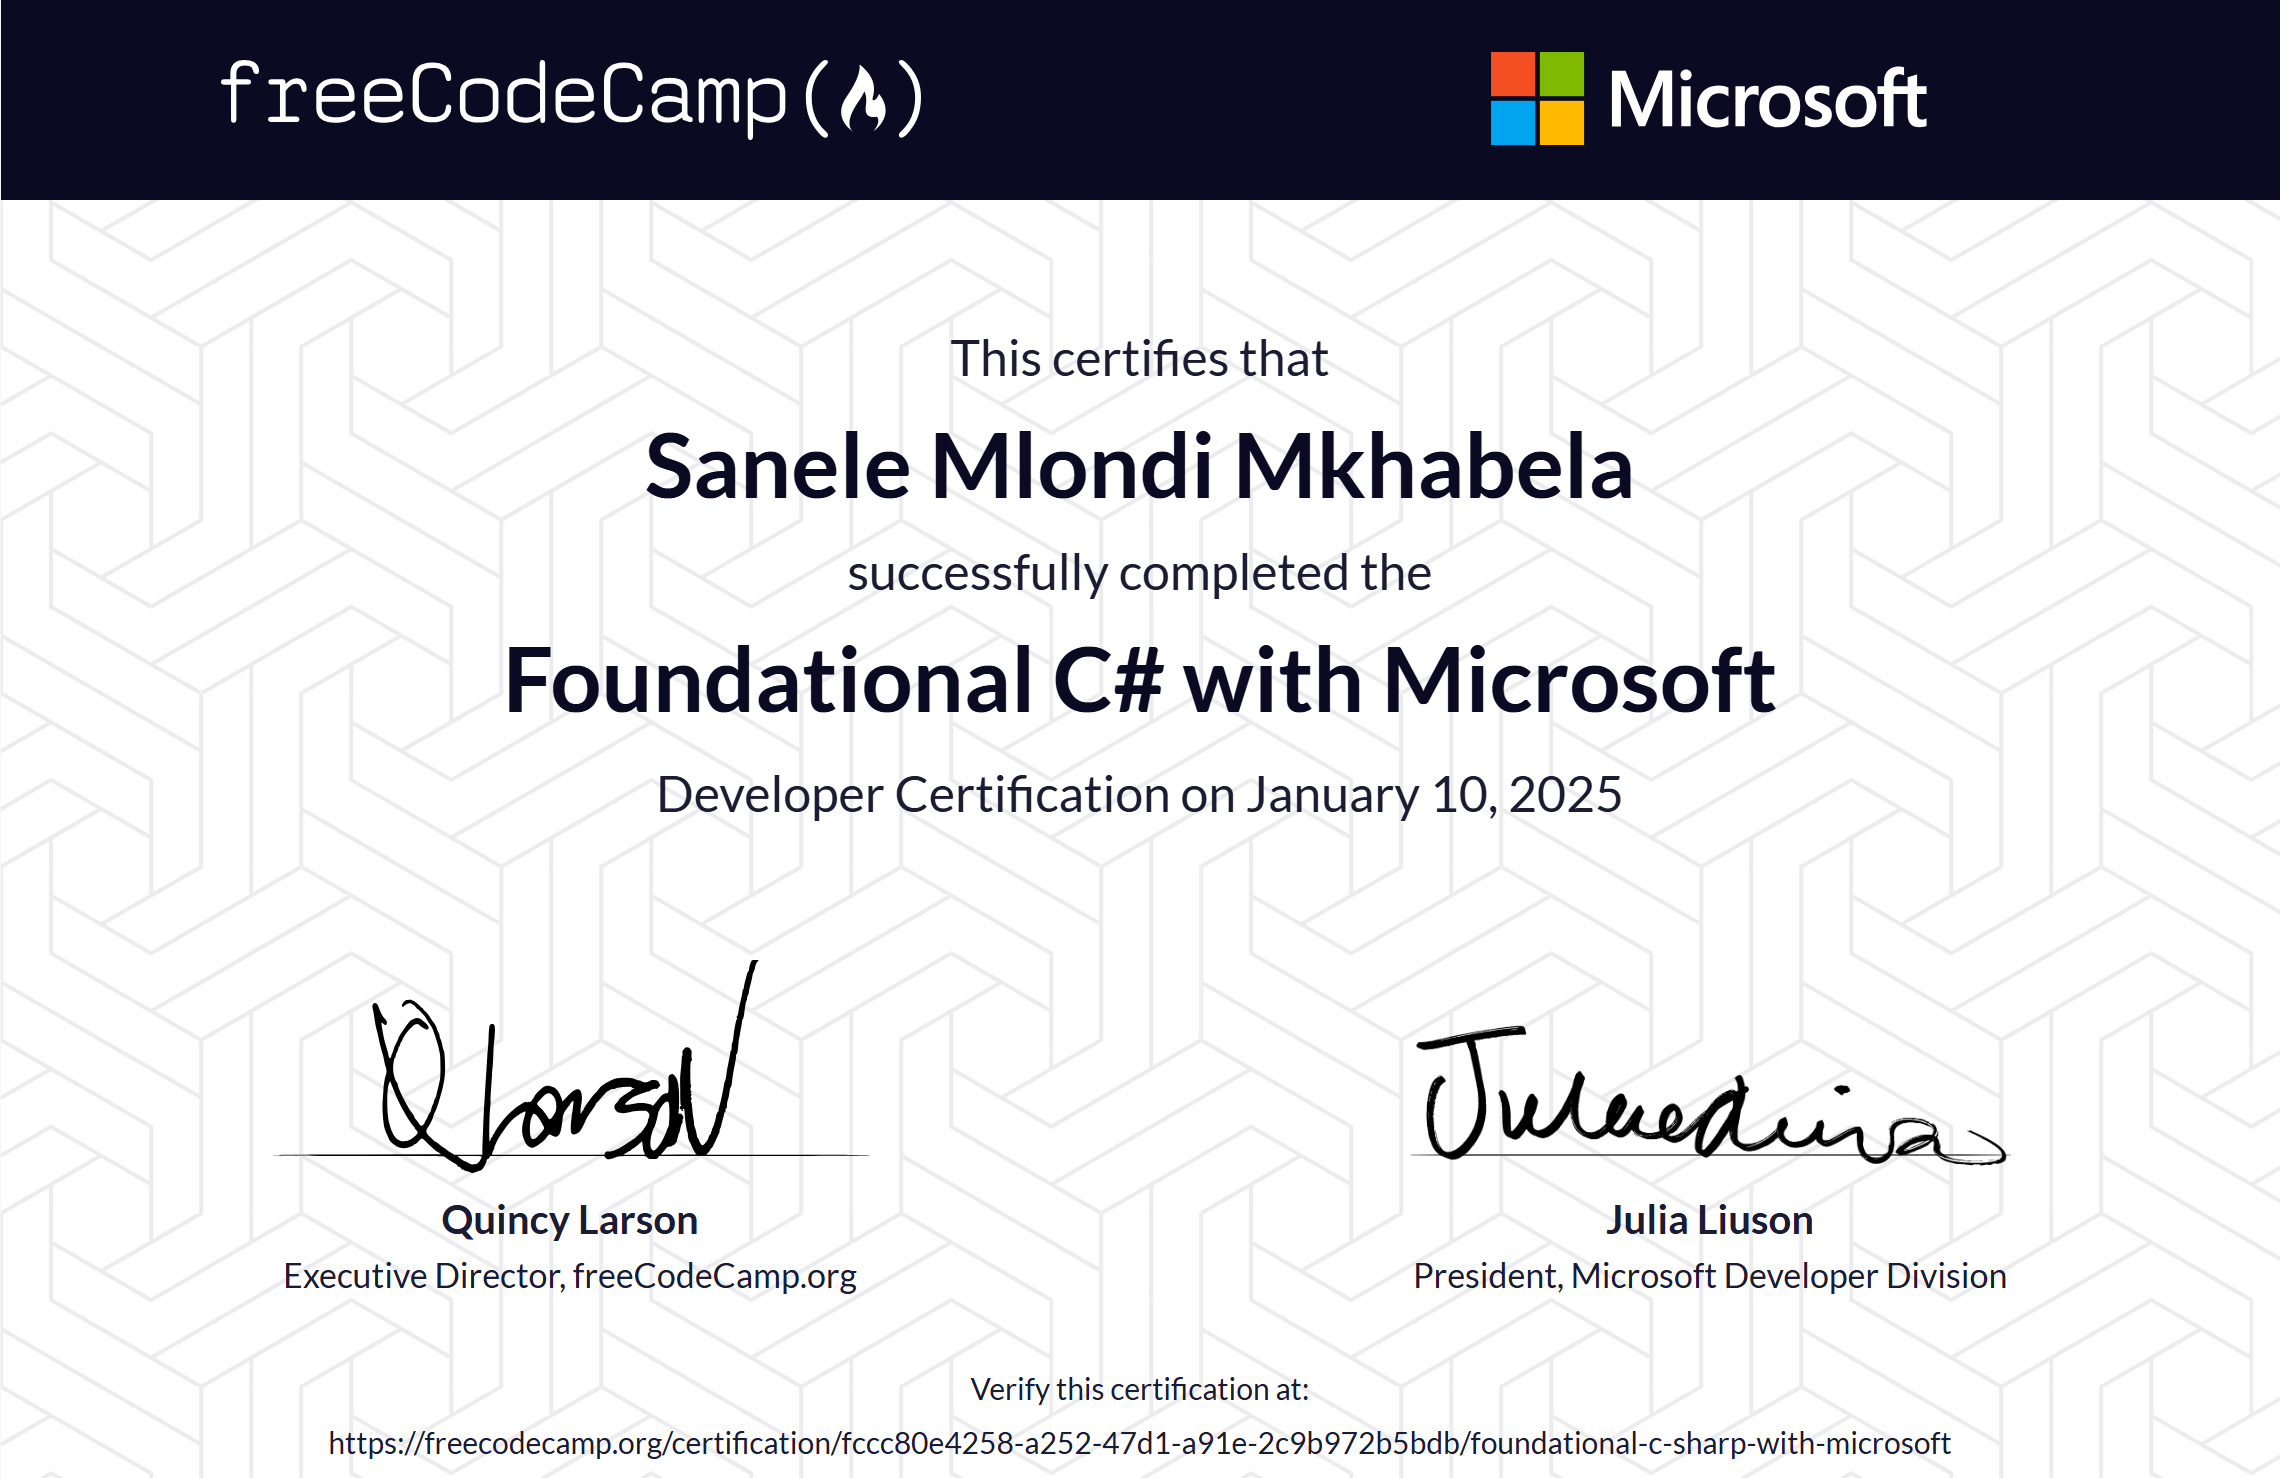 freeCodeCamp
Microsoft
This certifies that
Sanele Mlondi Mkhabela
successfully completed the
Foundational C# with Microsoft
Developer Certification on January 10, 2025
Quincy Larson
Executive Director, freeCodeCamp.org
Julia Liuson
President, Microsoft Developer Division
Verify this certification at:
https://freecodecamp.org/certification/fccc80e4258-a252-47d1-a91e-2c9b972b5bdb/foundational-c-sharp-with-microsoft